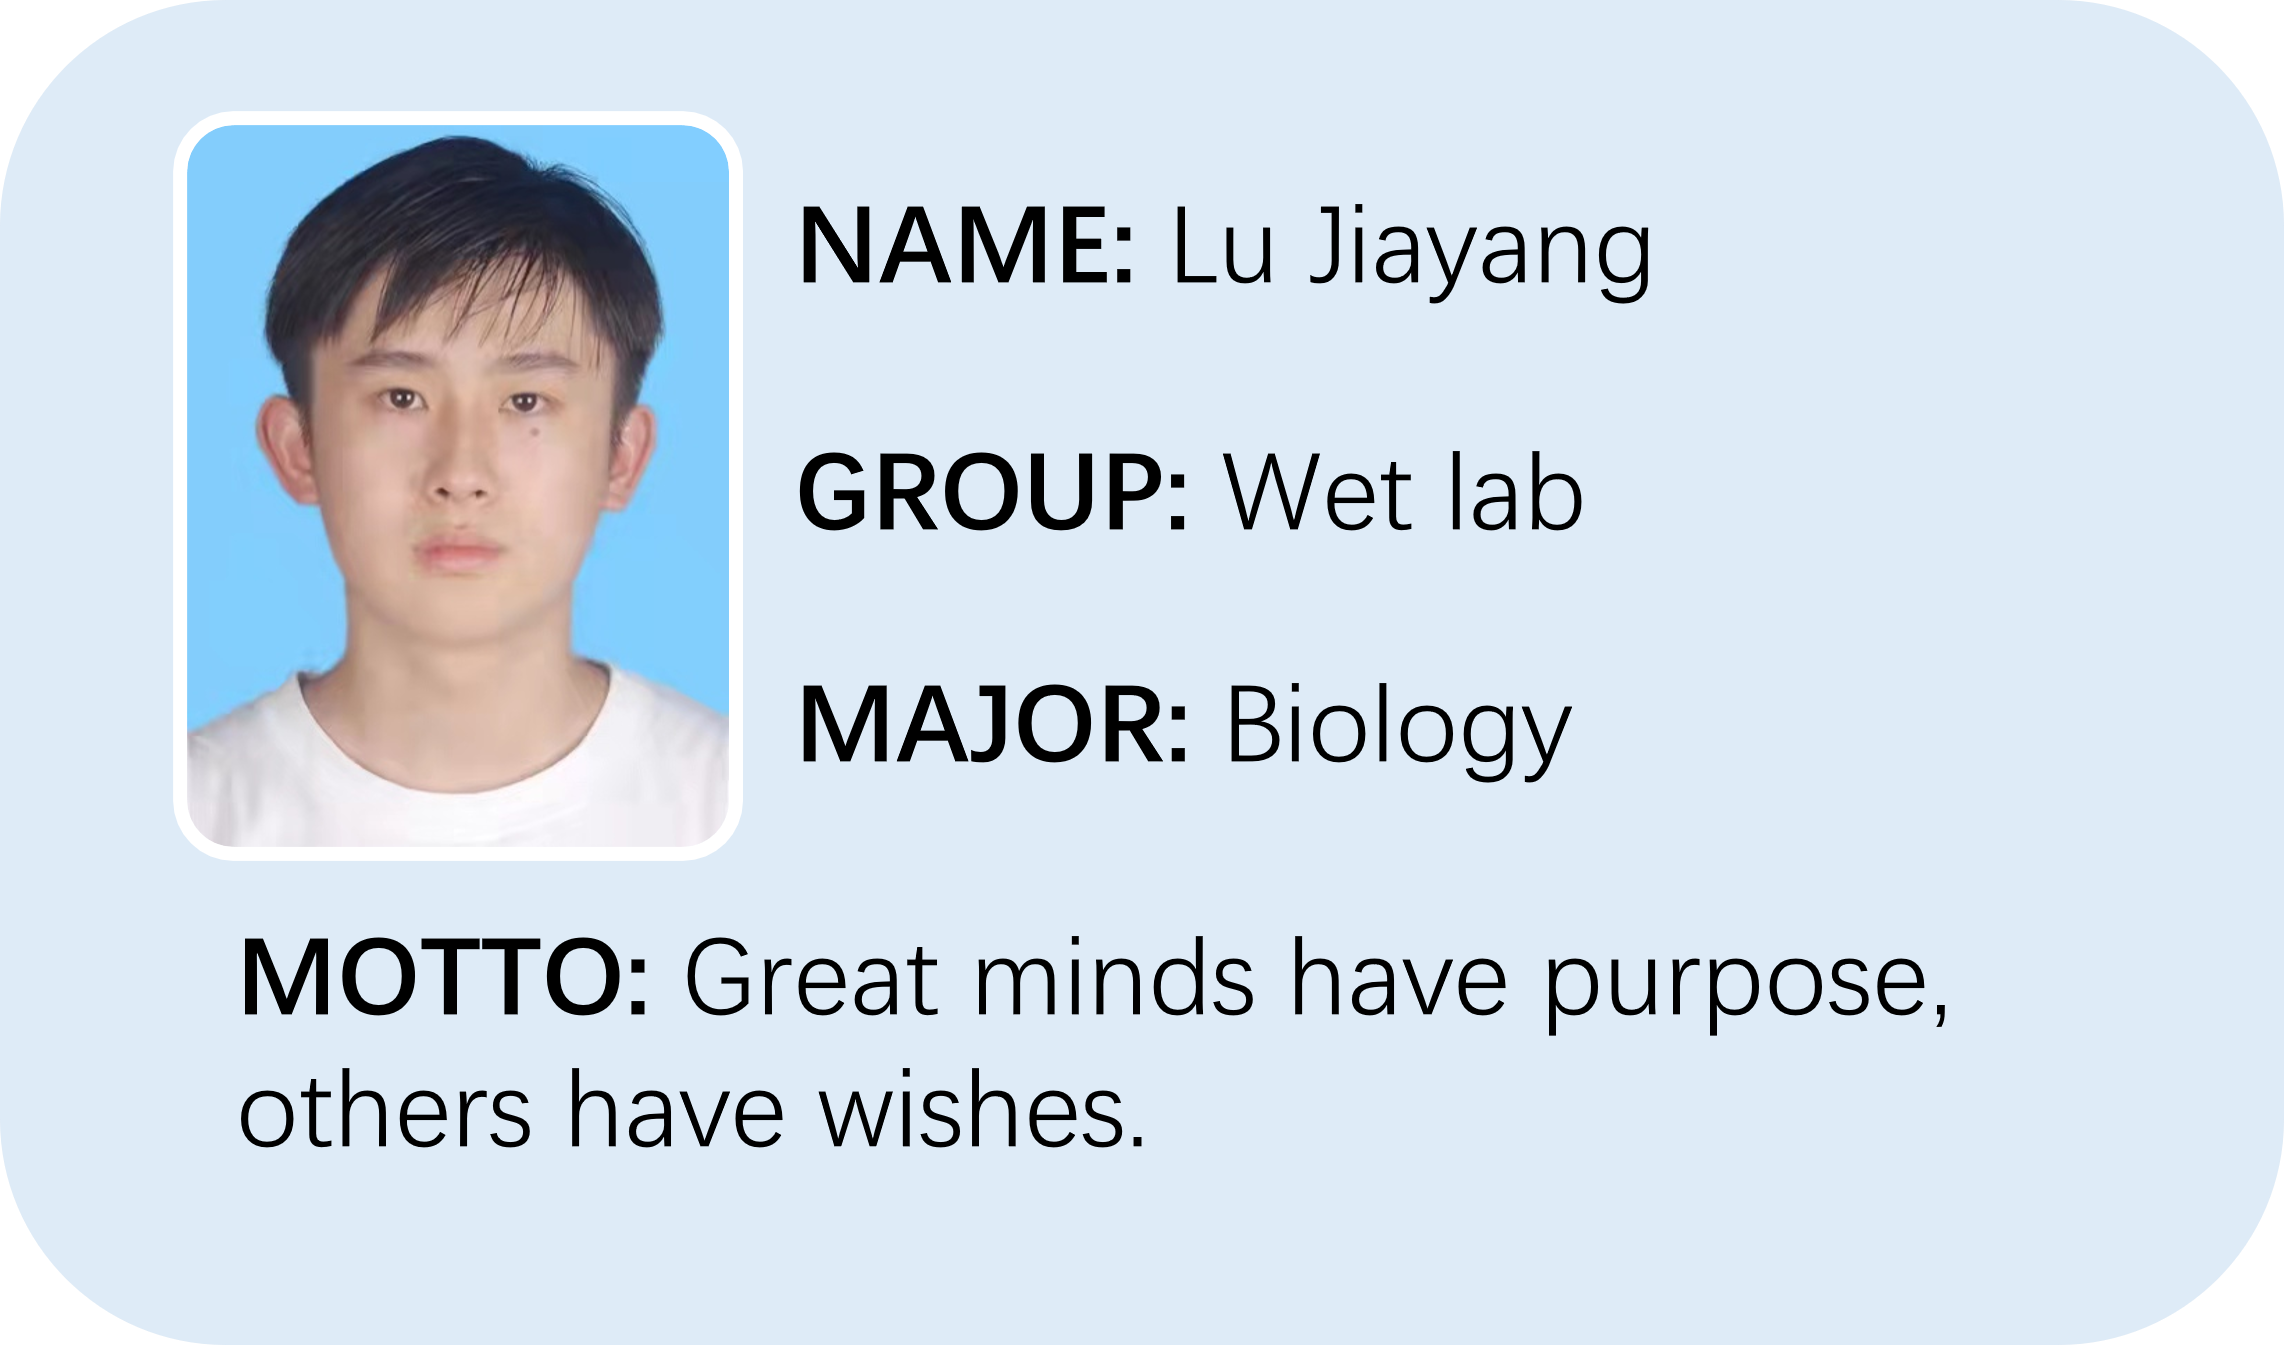 NAME: Lu Jiayang
GROUP: Wet lab
MAJOR: Biology
MOTTO: Great minds have purpose,
others have wishes.